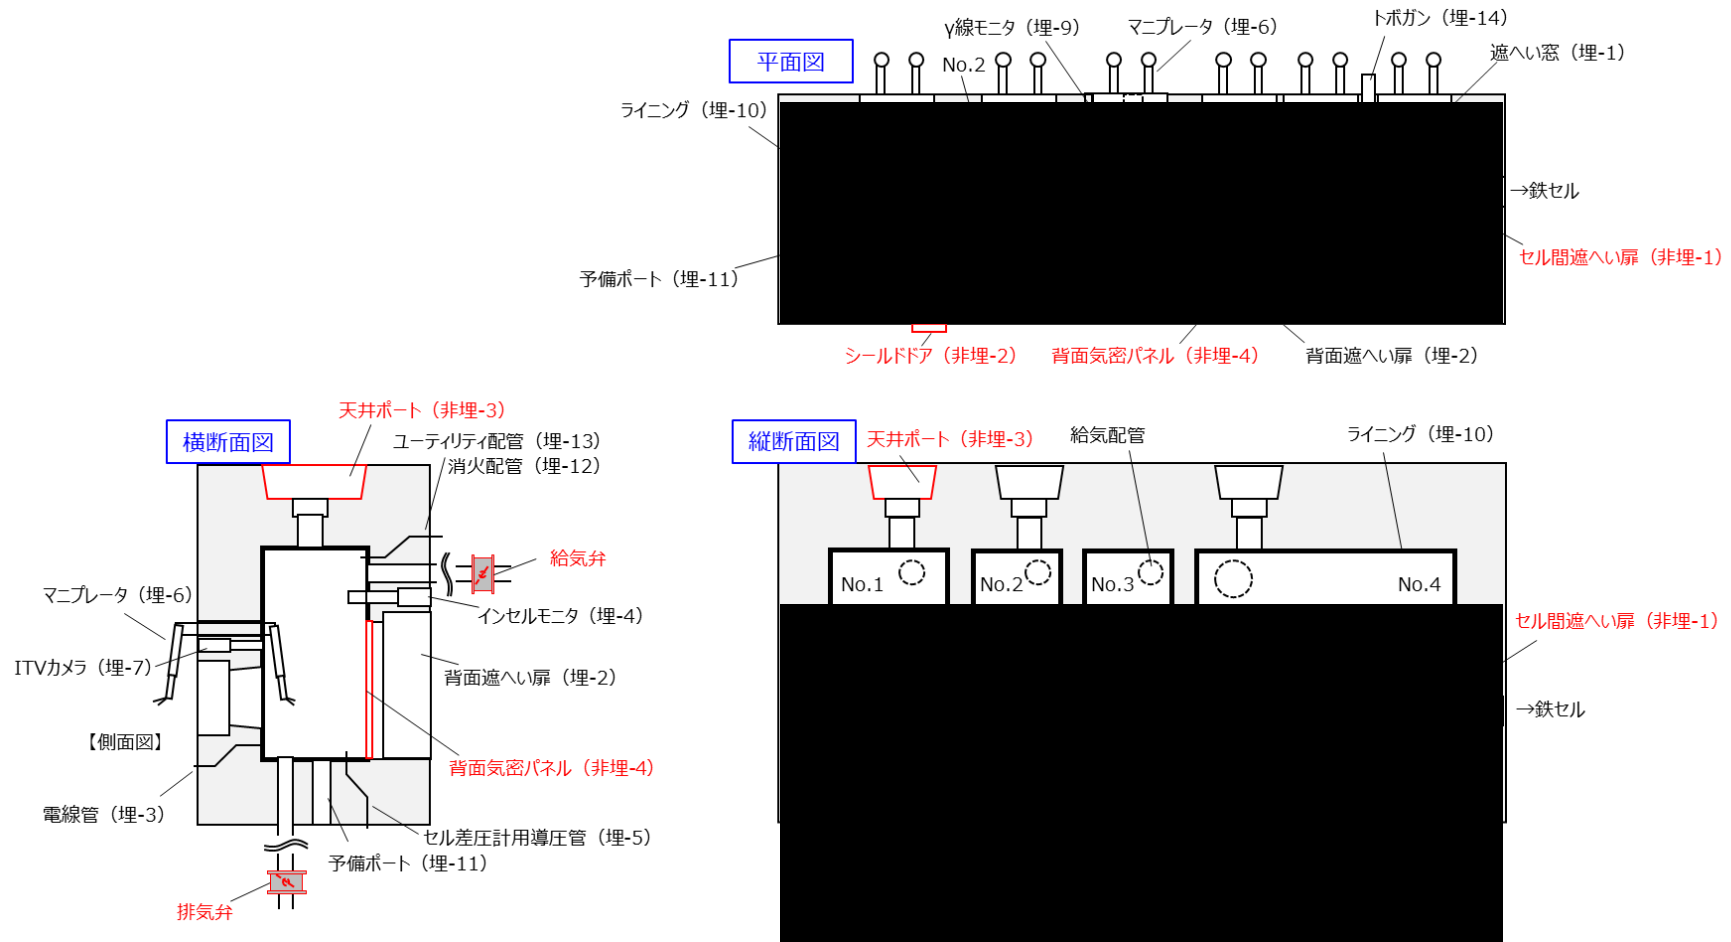 トボガン（埋-14）
γ線モニタ（埋-9）
マニプレータ（埋-6）
平面図
No.2
遮へい窓（埋-1）
ライニング（埋-10）
→鉄セル
セル間遮へい扉（非埋-1）
予備ポート（埋-11）
シールドドア（非埋-2）
背面気密パネル（非埋-4）
背面遮へい扉（埋-2）
天井ポート（非埋-3）
横断面図
ユーティリティ配管（埋-13）
消火配管（埋-12）
給気弁
マニプレータ（埋-6）
インセルモニタ（埋-4）
ITVカメラ（埋-7）
背面遮へい扉（埋-2）
【側面図】
背面気密パネル（非埋-4）
電線管（埋-3）
セル差圧計用導圧管（埋-5）
予備ポート（埋-11）
排気弁
縦断面図
天井ポート（非埋-3）
給気配管
ライニング（埋-10）
No.1
No.2
No.3
No.4
セル間遮へい扉（非埋-1）
→鉄セル